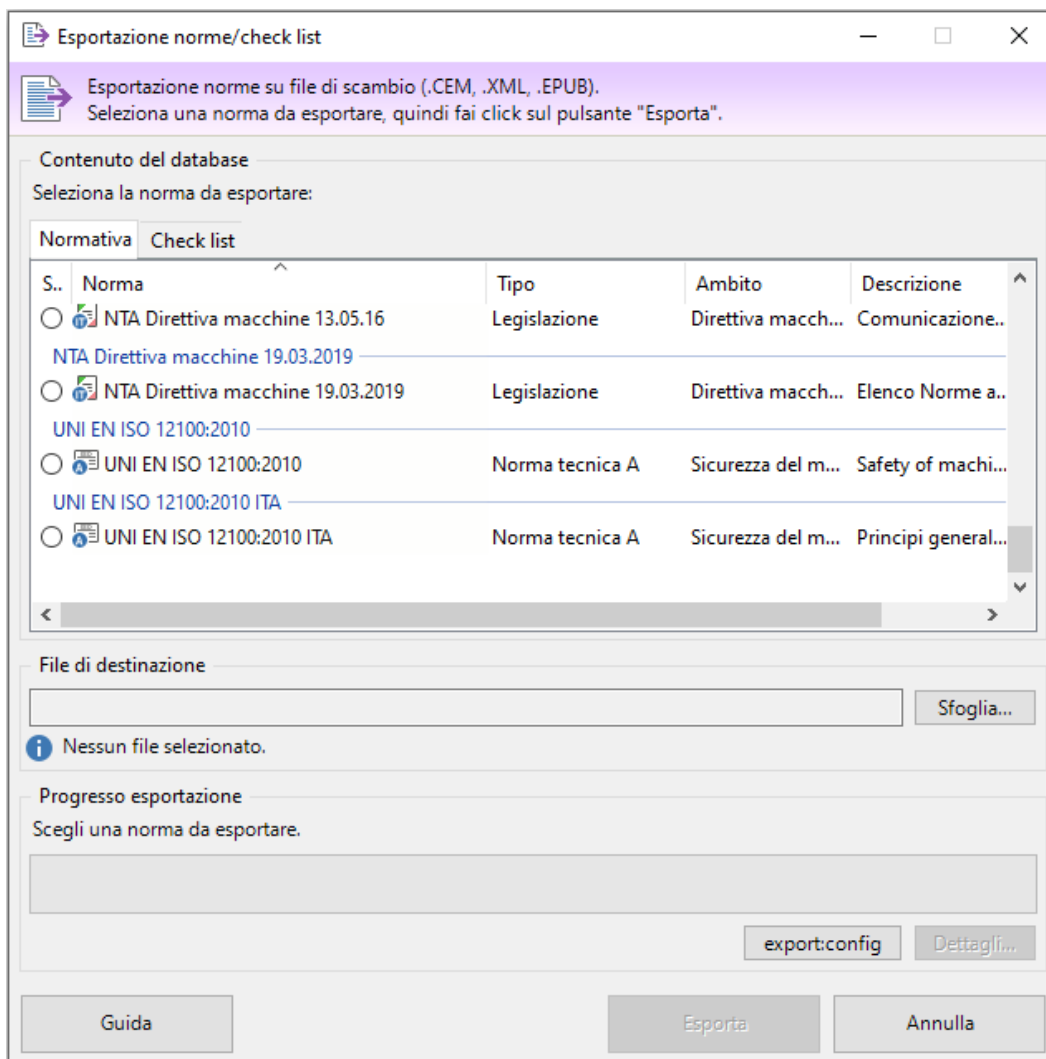 Esportazione norme/check list
Esportazione norme su file di scambio (.CEM, .XML, .EPUB).
Seleziona una norma da esportare, quindi fai click sul pulsante "Esporta".
Contenuto del database
Seleziona la norma da esportare:
Normativa Check list
S.. Norma Tipo Ambito Descrizione
NTA Direttiva macchine 13.05.16 Legislazione Direttiva macch... Comunicazione..
NTA Direttiva macchine 19.03.2019
NTA Direttiva macchine 19.03.2019 Legislazione Direttiva macch... Elenco Norme a..
UNI EN ISO 12100:2010
UNI EN ISO 12100:2010 Norma tecnica A Sicurezza del m... Safety of machi...
UNI EN ISO 12100:2010 ITA
UNI EN ISO 12100:2010 ITA Norma tecnica A Sicurezza del m... Principi general...
File di destinazione
Sfoglia...
Nessun file selezionato.
Progresso esportazione
Scegli una norma da esportare.
export:config Dettagli...
Guida Esporta Annulla